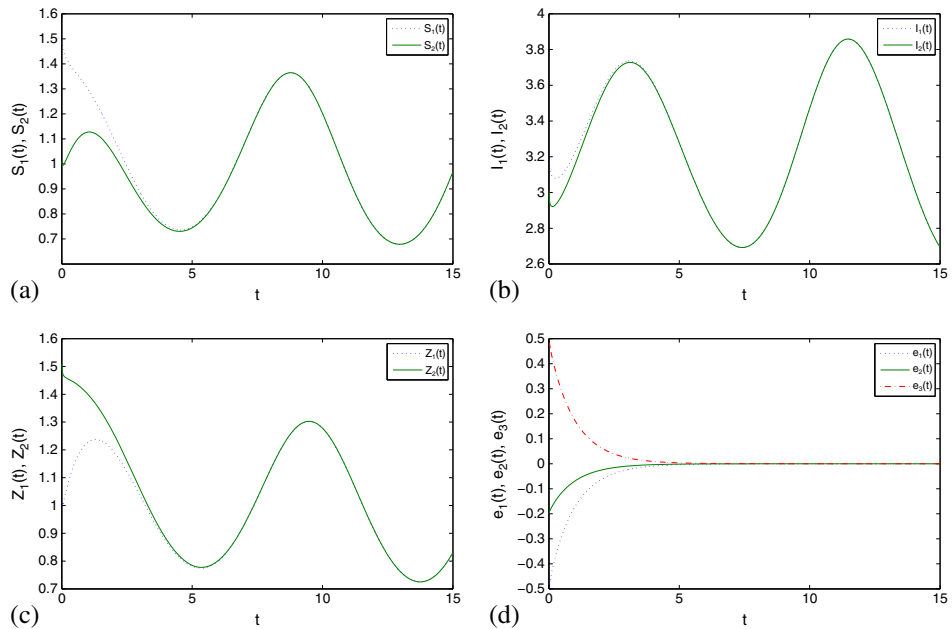 1.6
1.5
1.4
1.3
1.2
1.1
1
0.9
0.8
0.7
0
5
10
15
S₁(t), S₂(t)
t
S₁(t)
S₂(t)
(a)
4
3.8
3.6
3.4
3.2
3
2.8
2.6
0
5
10
15
I₁(t), I₂(t)
t
I₁(t)
I₂(t)
(b)
1.6
1.5
1.4
1.3
1.2
1.1
1
0.9
0.8
0.7
0
5
10
15
Z₁(t), Z₂(t)
t
Z₁(t)
Z₂(t)
(c)
0.5
0.4
0.3
0.2
0.1
0
−0.1
−0.2
−0.3
−0.4
−0.5
0
5
10
15
e₁(t), e₂(t), e₃(t)
t
e₁(t)
e₂(t)
e₃(t)
(d)